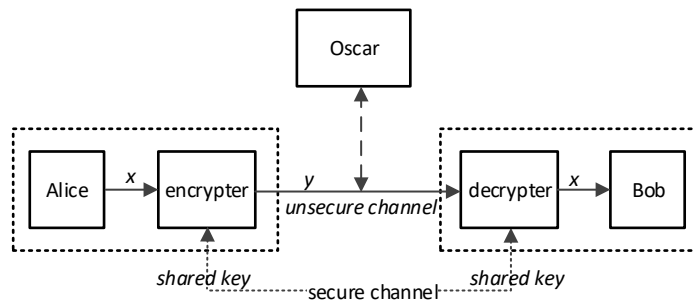 Oscar
Alice
x
encrypter
y
unsecure channel
decrypter
x
Bob
shared key
secure channel
shared key